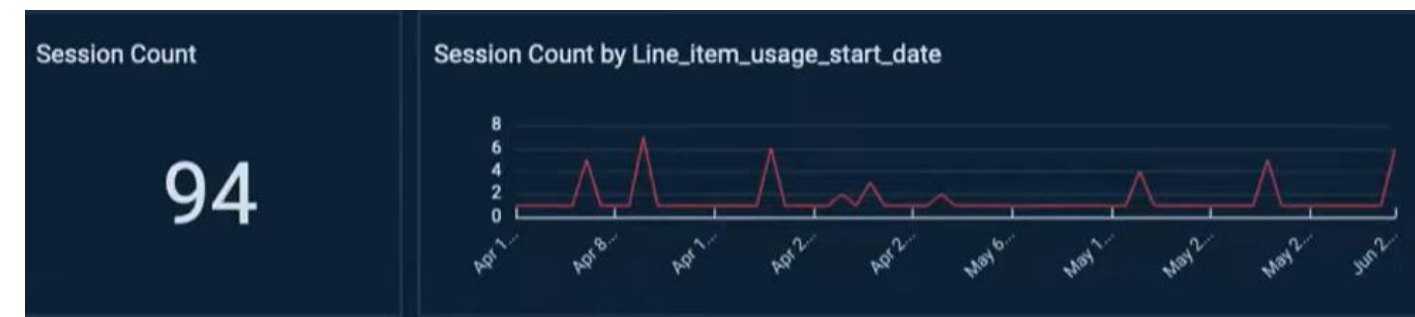 Session Count
94
Session Count by Line_item_usage_start_date
8
6
4
2
0
Apr 1...
Apr 8...
Apr 1...
Apr 2...
Apr 2...
May 6...
May 1...
May 2...
May 2...
Jun 2...